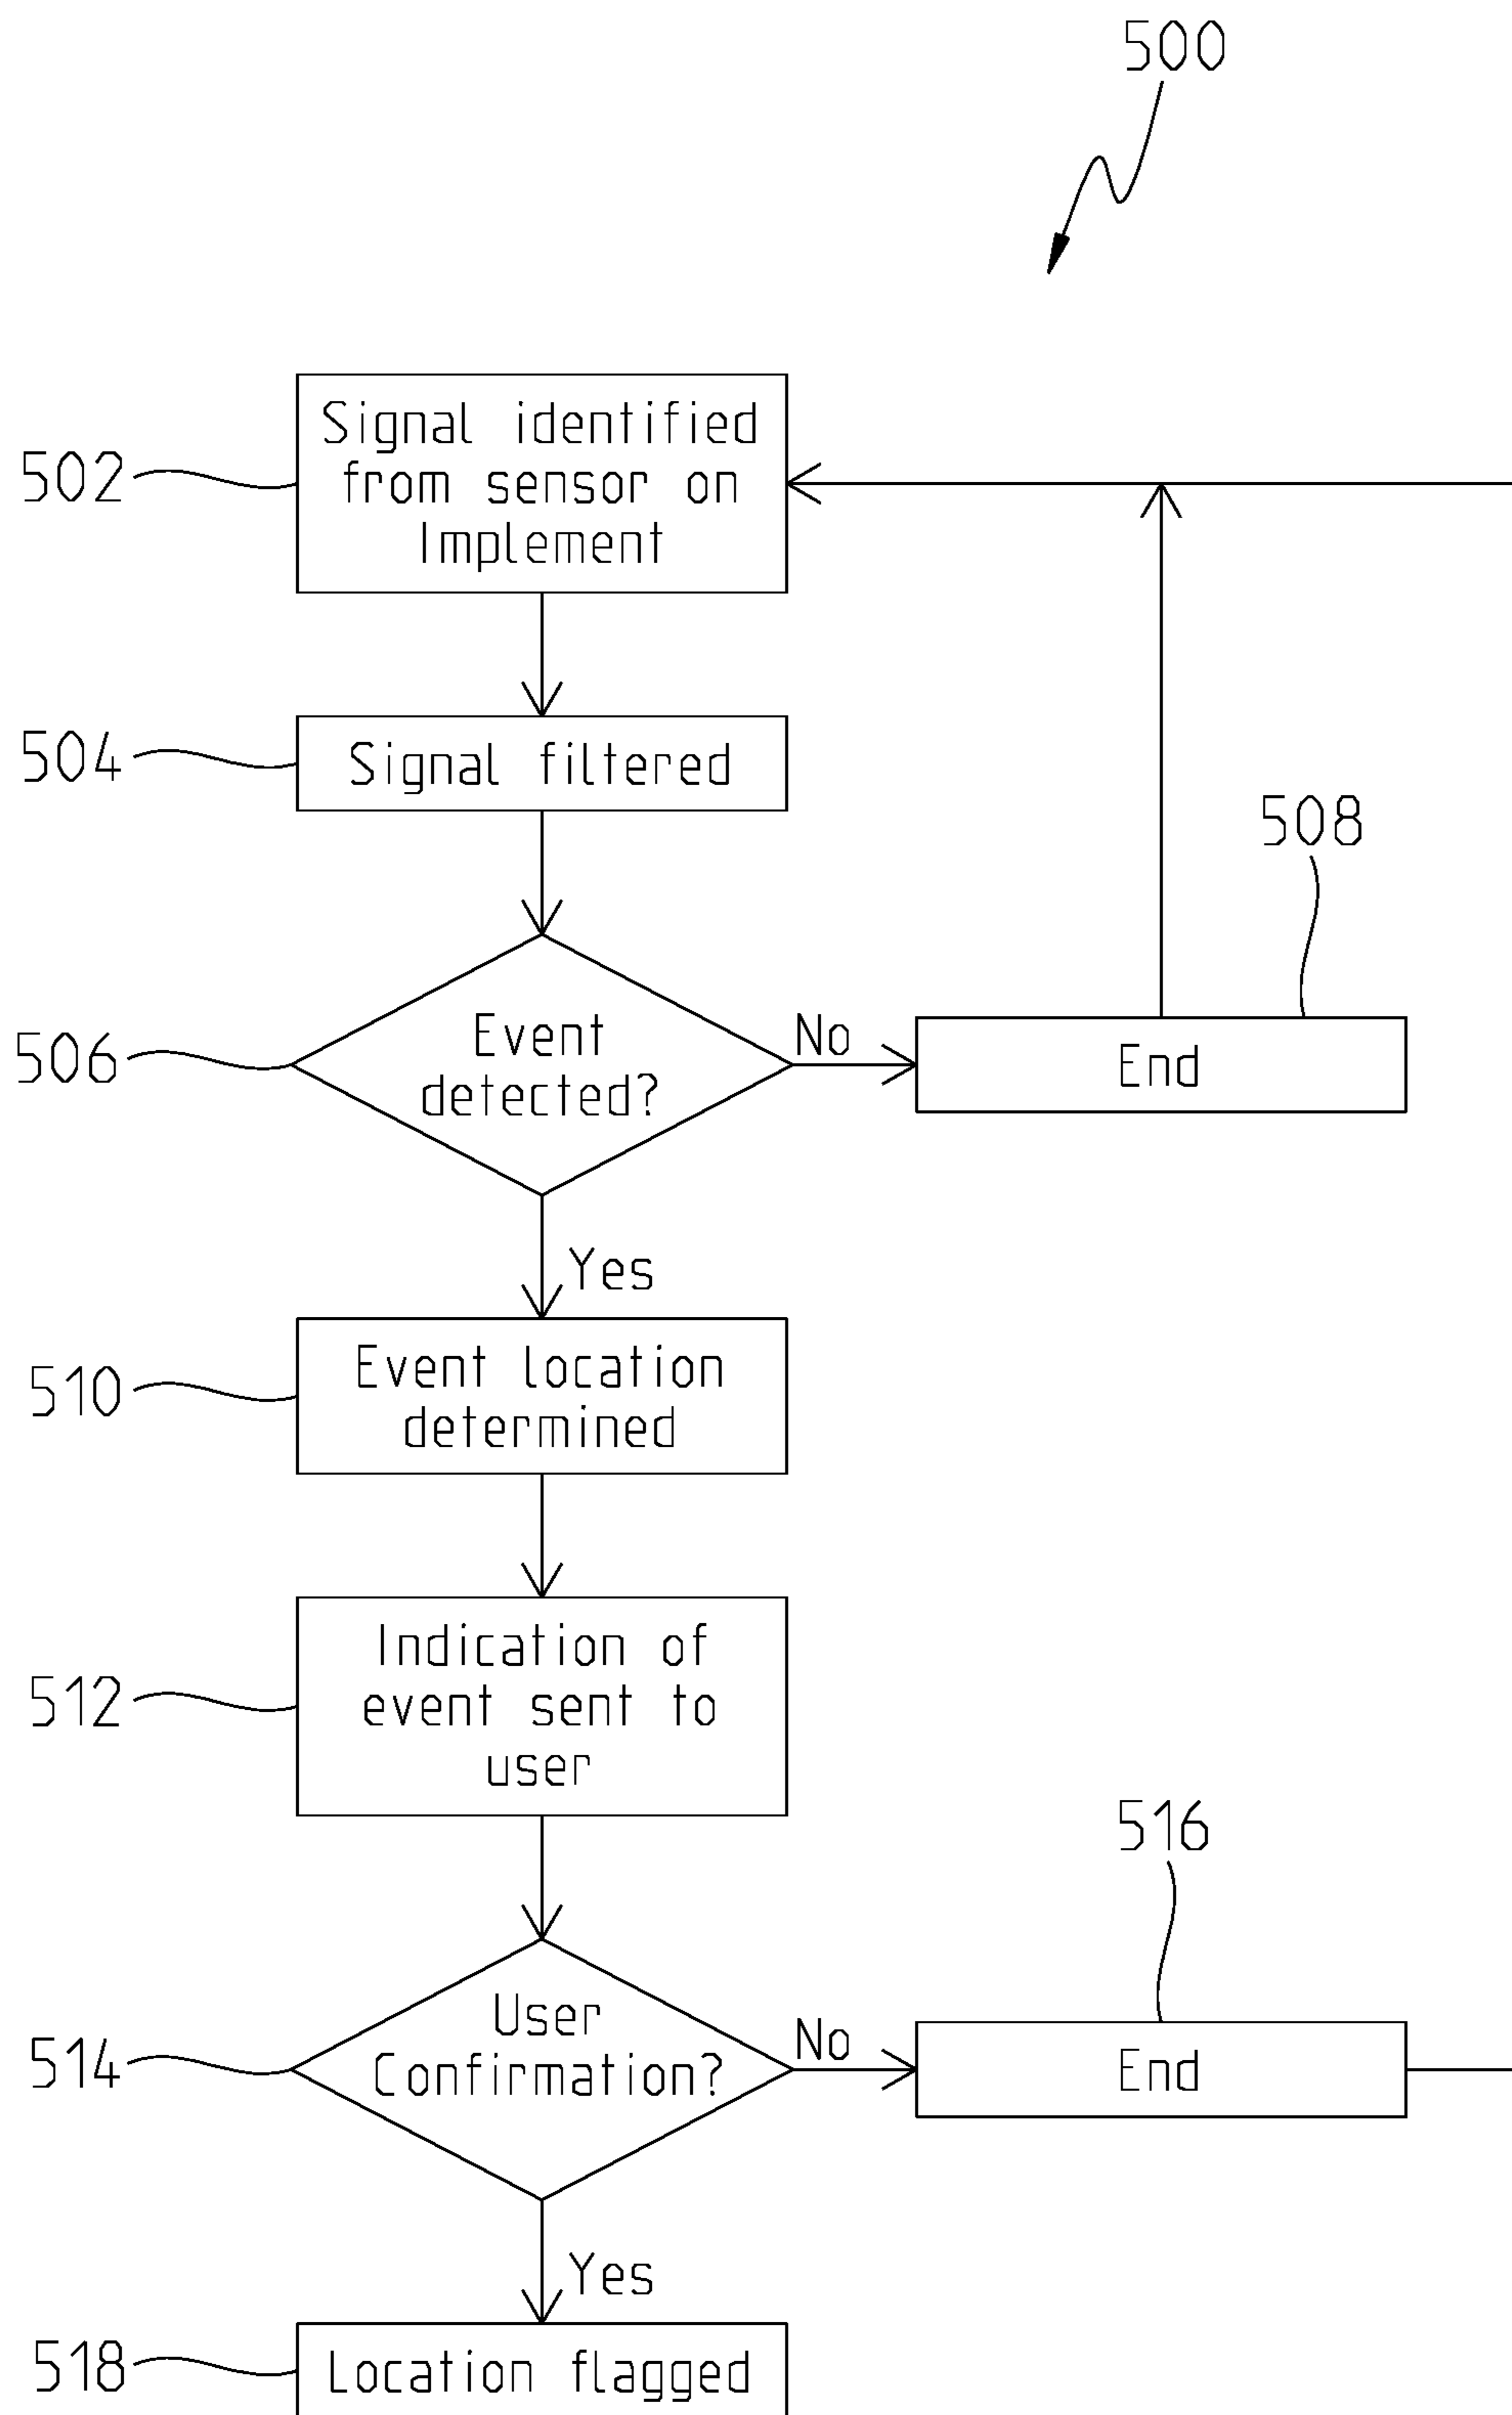 500
502
Signal identified
from sensor on
Implement
504
Signal filtered
508
506
Event
detected?
No
End
Yes
510
Event location
determined
512
Indication of
event sent to
user
516
514
User
Confirmation?
No
End
Yes
518
Location flagged